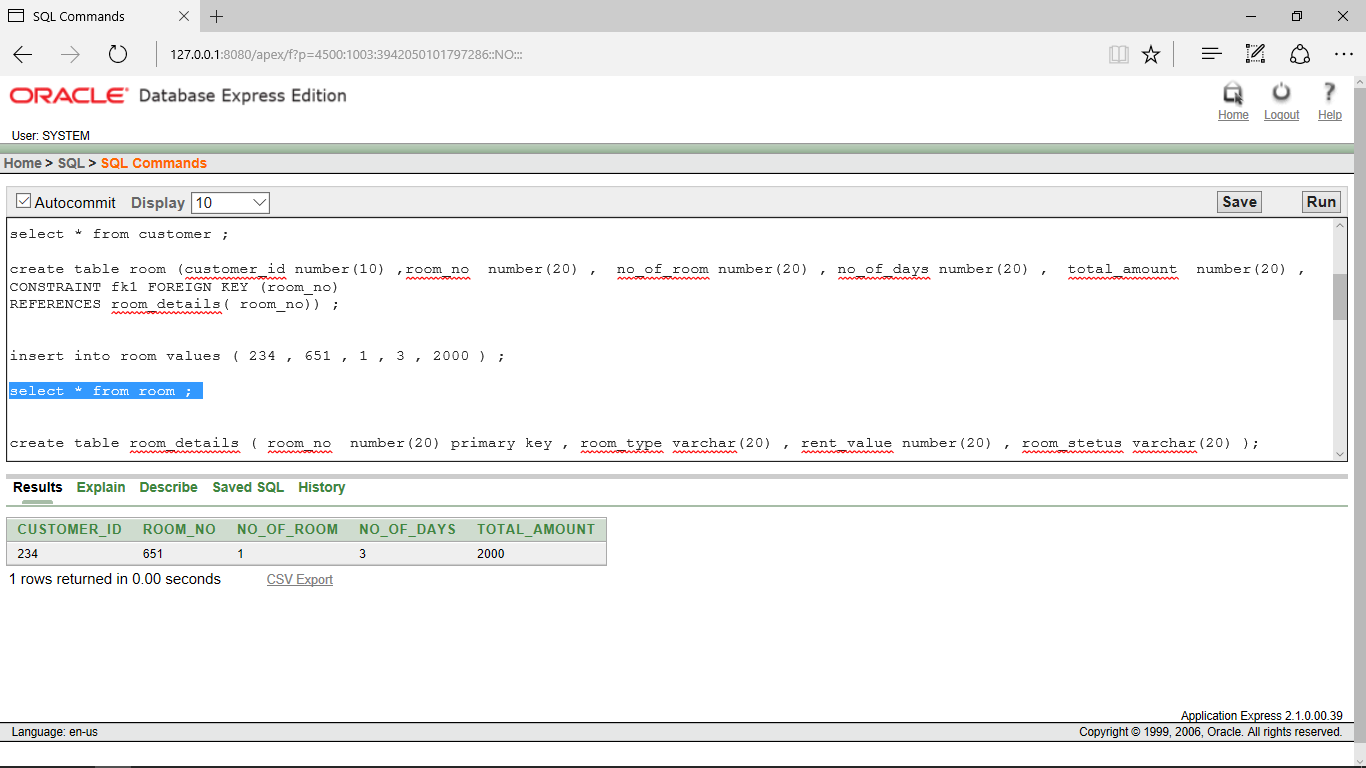 SQL Commands
127.0.0.1:8080/apex/f?p=4500:1003:3942050101797286::NO:::
ORACLE Database Express Edition
Home Logout Help
User: SYSTEM
Home > SQL > SQL Commands
Autocommit Display 10 Save Run
select * from customer ;
create table room (customer_id number(10) ,room_no number(20) , no_of_room number(20) , no_of_days number(20) , total_amount number(20) ,
CONSTRAINT fk1 FOREIGN KEY (room_no)
REFERENCES room_details( room_no)) ;
insert into room values ( 234 , 651 , 1 , 3 , 2000 ) ;
select * from room ;
create table room_details ( room_no number(20) primary key , room_type varchar(20) , rent_value number(20) , room_stetus varchar(20) );
Results Explain Describe Saved SQL History
CUSTOMER_ID ROOM_NO NO_OF_ROOM NO_OF_DAYS TOTAL_AMOUNT
234 651 1 3 2000
1 rows returned in 0.00 seconds CSV Export
Application Express 2.1.0.00.39
Language: en-us Copyright © 1999, 2006, Oracle. All rights reserved.